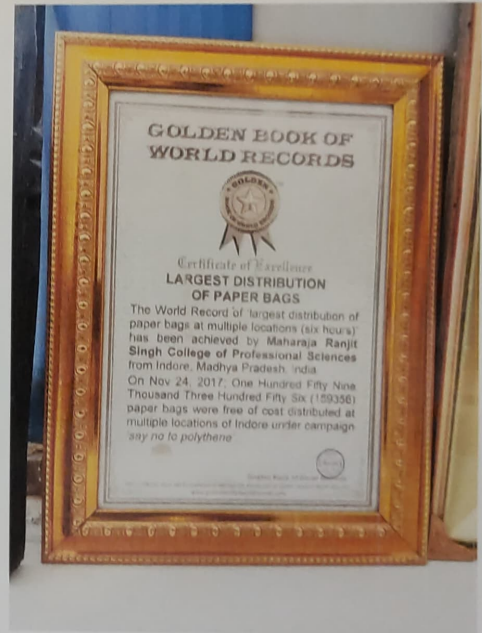 GOLDEN BOOK OF
WORLD RECORDS
GOLDEN
Certificate of Excellence
LARGEST DISTRIBUTION
OF PAPER BAGS
The World Record of 'largest distribution of
paper bags at multiple locations (six hours)'
has been achieved by Maharaja Ranjit
Singh College of Professional Sciences
from Indore, Madhya Pradesh, India.
On Nov 24, 2017; One Hundred Fifty Nine
Thousand Three Hundred Fifty Six (159356)
paper bags were free of cost distributed at
multiple locations of Indore under campaign
'say no to polythene'